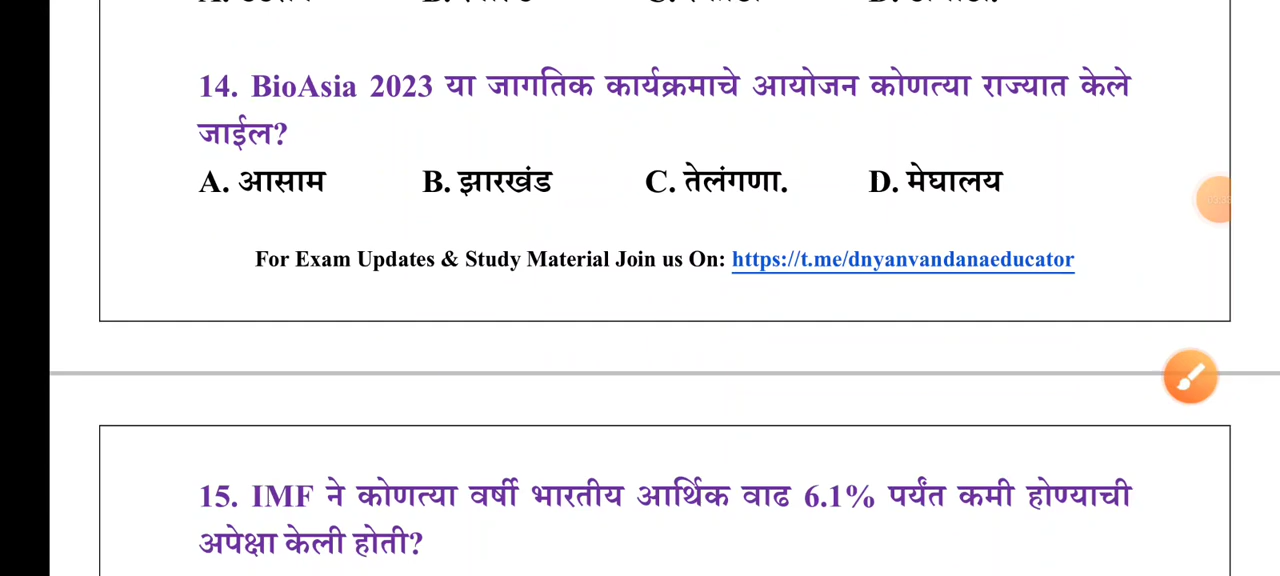 14. BioAsia 2023 या जागतिक कार्यक्रमाचे आयोजन कोणत्या राज्यात केले
जाईल?
A. आसाम B. झारखंड C. तेलंगणा. D. मेघालय
For Exam Updates & Study Material Join us On: https://t.me/dnyanvandanaeducator
15. IMF ने कोणत्या वर्षी भारतीय आर्थिक वाढ 6.1% पर्यंत कमी होण्याची
अपेक्षा केली होती?